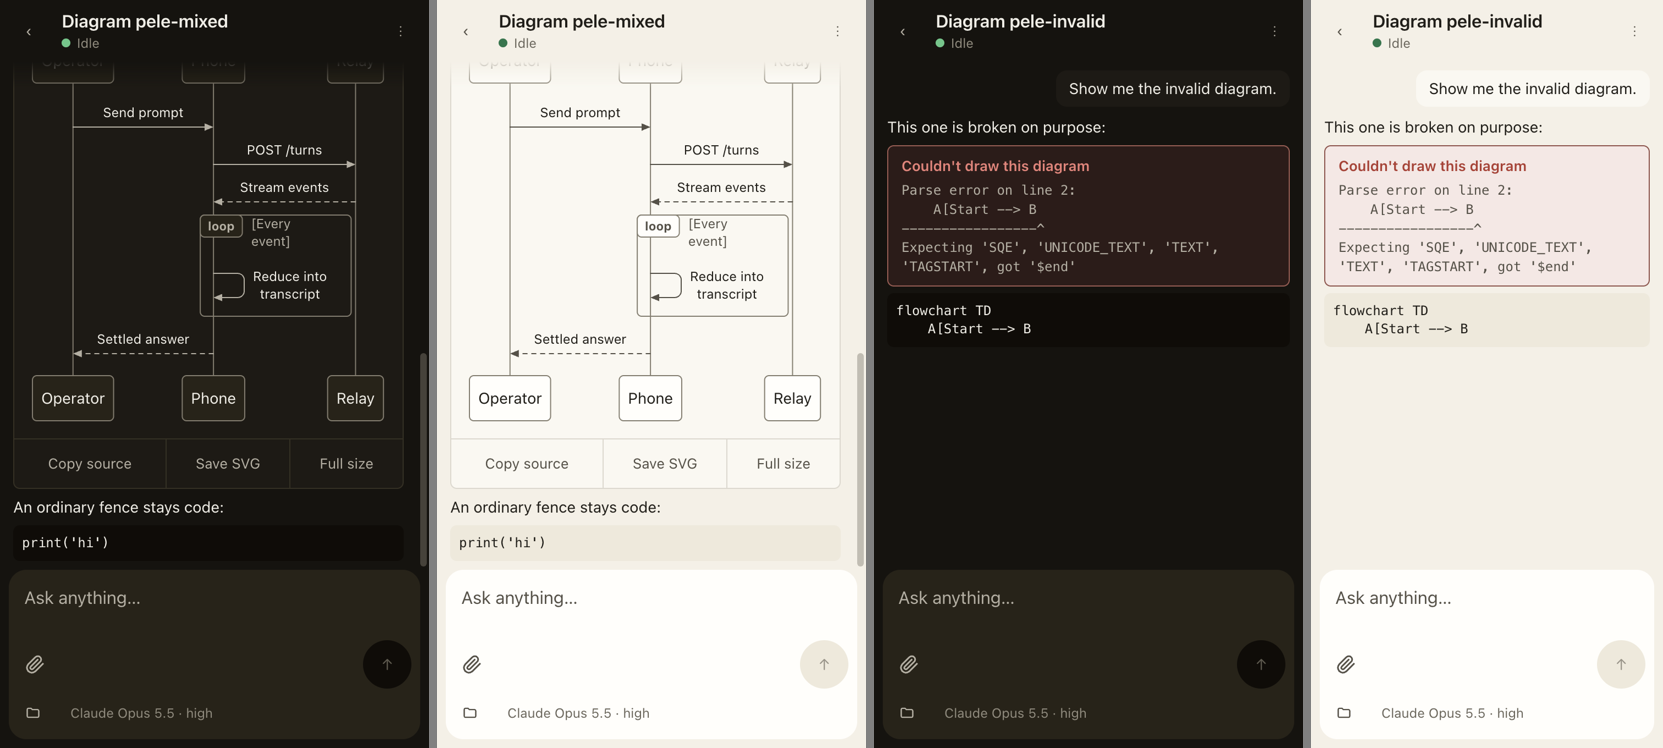 Diagram pele-mixed
Idle
Operator
Phone
Relay
Send prompt
POST /turns
Stream events
loop
[Every
event]
Reduce into
transcript
Settled answer
Operator
Phone
Relay
Copy source
Save SVG
Full size
An ordinary fence stays code:
print('hi')
Ask anything...
Claude Opus 5.5 · high
Diagram pele-mixed
Idle
Operator
Phone
Relay
Send prompt
POST /turns
Stream events
loop
[Every
event]
Reduce into
transcript
Settled answer
Operator
Phone
Relay
Copy source
Save SVG
Full size
An ordinary fence stays code:
print('hi')
Ask anything...
Claude Opus 5.5 · high
Diagram pele-invalid
Idle
Show me the invalid diagram.
This one is broken on purpose:
Couldn't draw this diagram
Parse error on line 2:
    A[Start --> B
-----------------^
Expecting 'SQE', 'UNICODE_TEXT', 'TEXT',
'TAGSTART', got '$end'
flowchart TD
    A[Start --> B
Ask anything...
Claude Opus 5.5 · high
Diagram pele-invalid
Idle
Show me the invalid diagram.
This one is broken on purpose:
Couldn't draw this diagram
Parse error on line 2:
    A[Start --> B
-----------------^
Expecting 'SQE', 'UNICODE_TEXT',
'TEXT', 'TAGSTART', got '$end'
flowchart TD
    A[Start --> B
Ask anything...
Claude Opus 5.5 · high